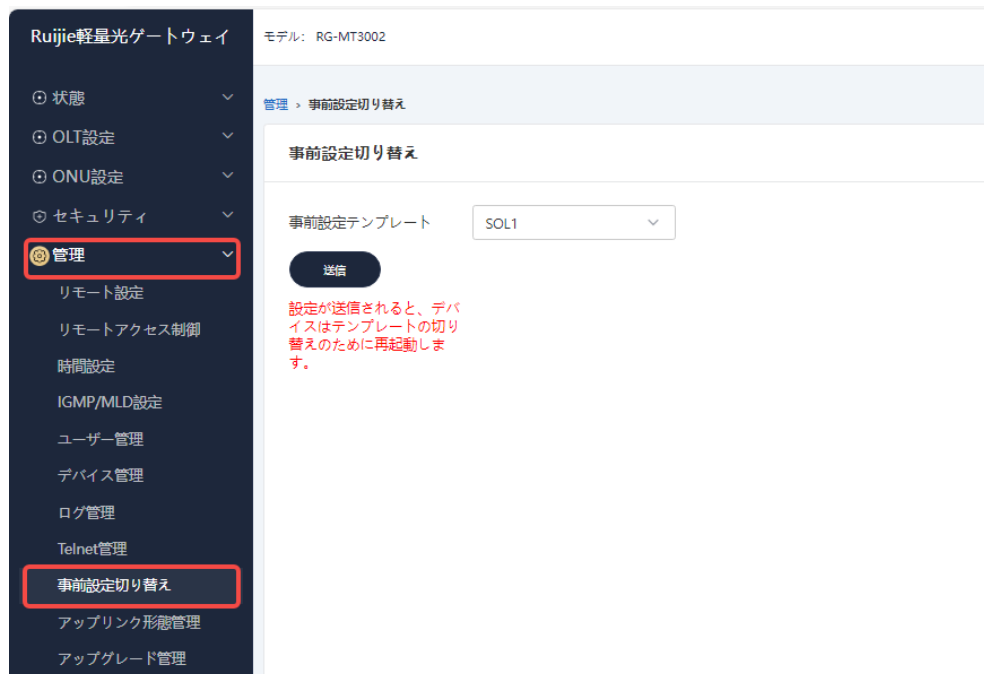 Ruijie軽量光ゲートウェイ
モデル: RG-MT3002
状態
OLT設定
ONU設定
セキュリティ
管理
リモート設定
リモートアクセス制御
時間設定
IGMP/MLD設定
ユーザー管理
デバイス管理
ログ管理
Telnet管理
事前設定切り替え
アップリンク形態管理
アップグレード管理
管理 › 事前設定切り替え
事前設定切り替え
事前設定テンプレート SOL1
送信
設定が送信されると、デバ
イスはテンプレートの切り
替えのために再起動しま
す。